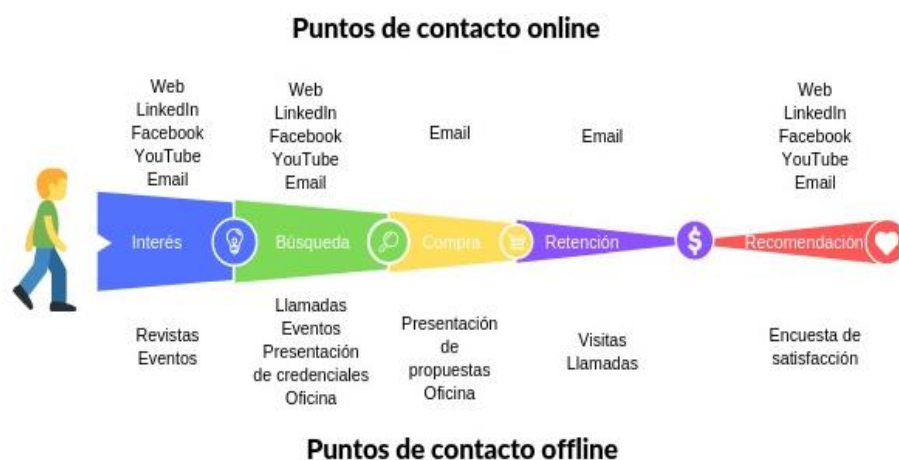 Puntos de contacto online
Web
LinkedIn
Facebook
YouTube
Email
Web
LinkedIn
Facebook
YouTube
Email
Email
Email
Web
LinkedIn
Facebook
YouTube
Email
Interés
Búsqueda
Compra
Retención
$
Recomendación
Revistas
Eventos
Llamadas
Eventos
Presentación
de credenciales
Oficina
Presentación
de
propuestas
Oficina
Visitas
Llamadas
Encuesta de
satisfacción
Puntos de contacto offline